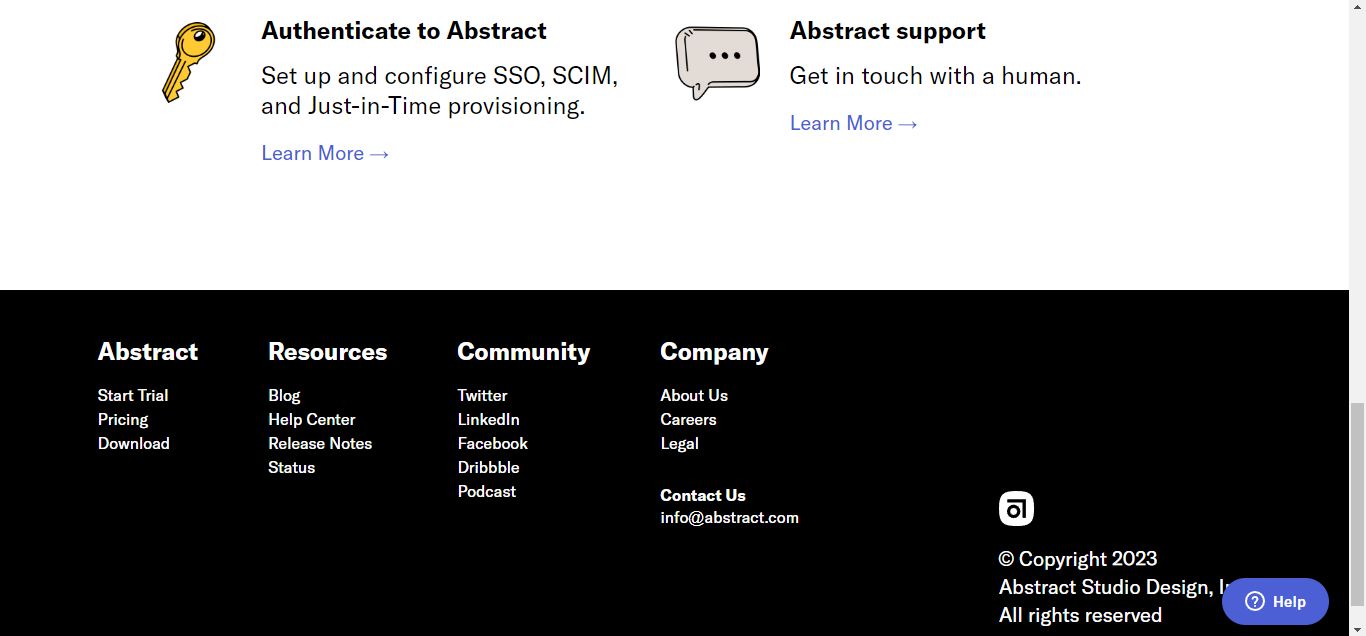 Authenticate to Abstract
Set up and configure SSO, SCIM,
and Just-in-Time provisioning.
Learn More →
Abstract support
Get in touch with a human.
Learn More →
Abstract
Start Trial
Pricing
Download
Resources
Blog
Help Center
Release Notes
Status
Community
Twitter
LinkedIn
Facebook
Dribbble
Podcast
Company
About Us
Careers
Legal
Contact Us
info@abstract.com
© Copyright 2023
Abstract Studio Design,
All rights reserved
Help